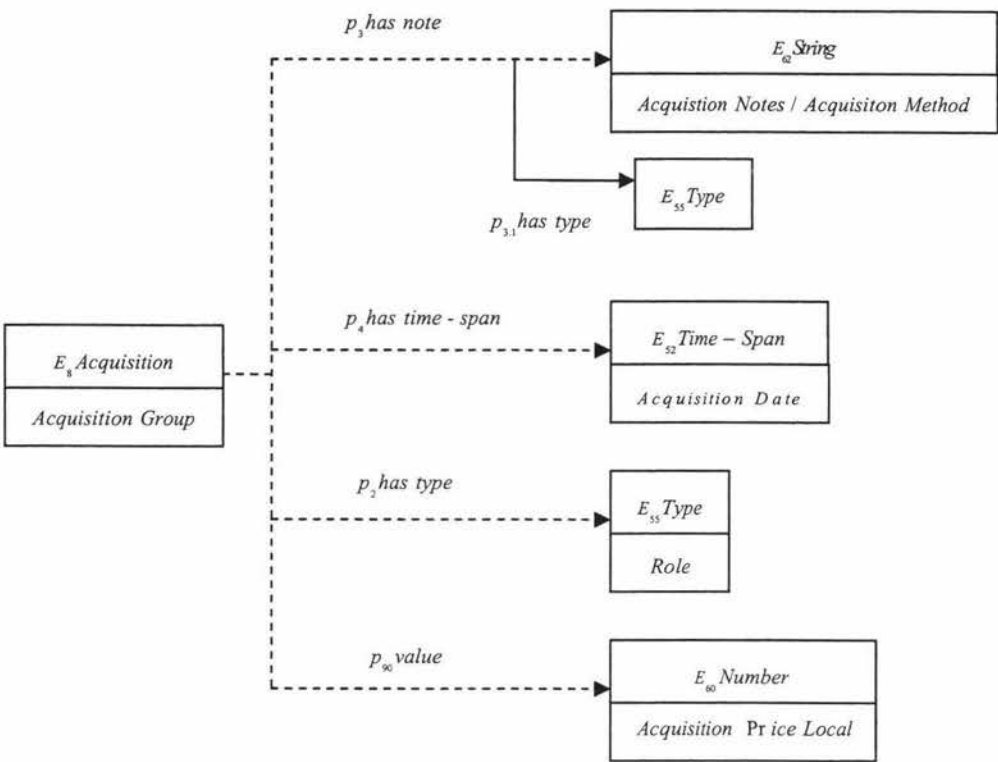 p3 has note
E62 String
Acquistion Notes / Acquisiton Method
E55 Type
p3.1 has type
p4 has time - span
E52 Time – Span
Acquisition Date
E8 Acquisition
Acquisition Group
p2 has type
E55 Type
Role
p90 value
E60 Number
Acquisition Pr ice Local